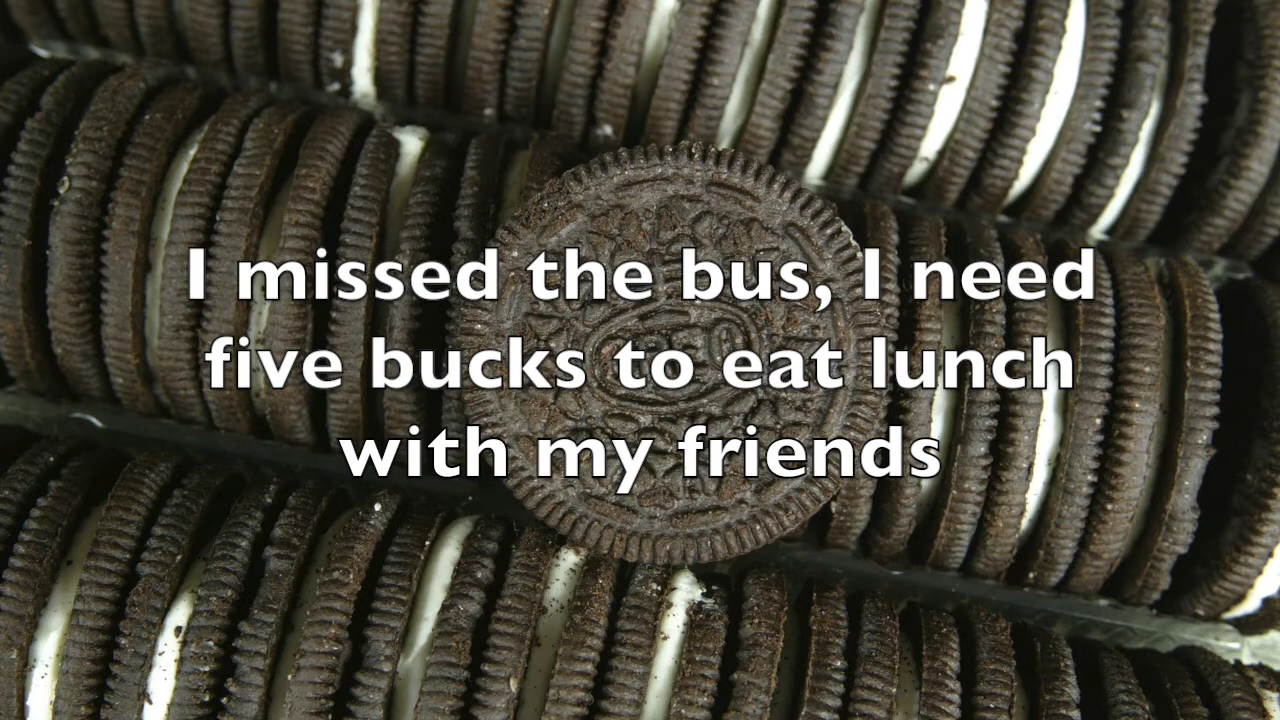 I missed the bus, I need
five bucks to eat lunch
with my friends